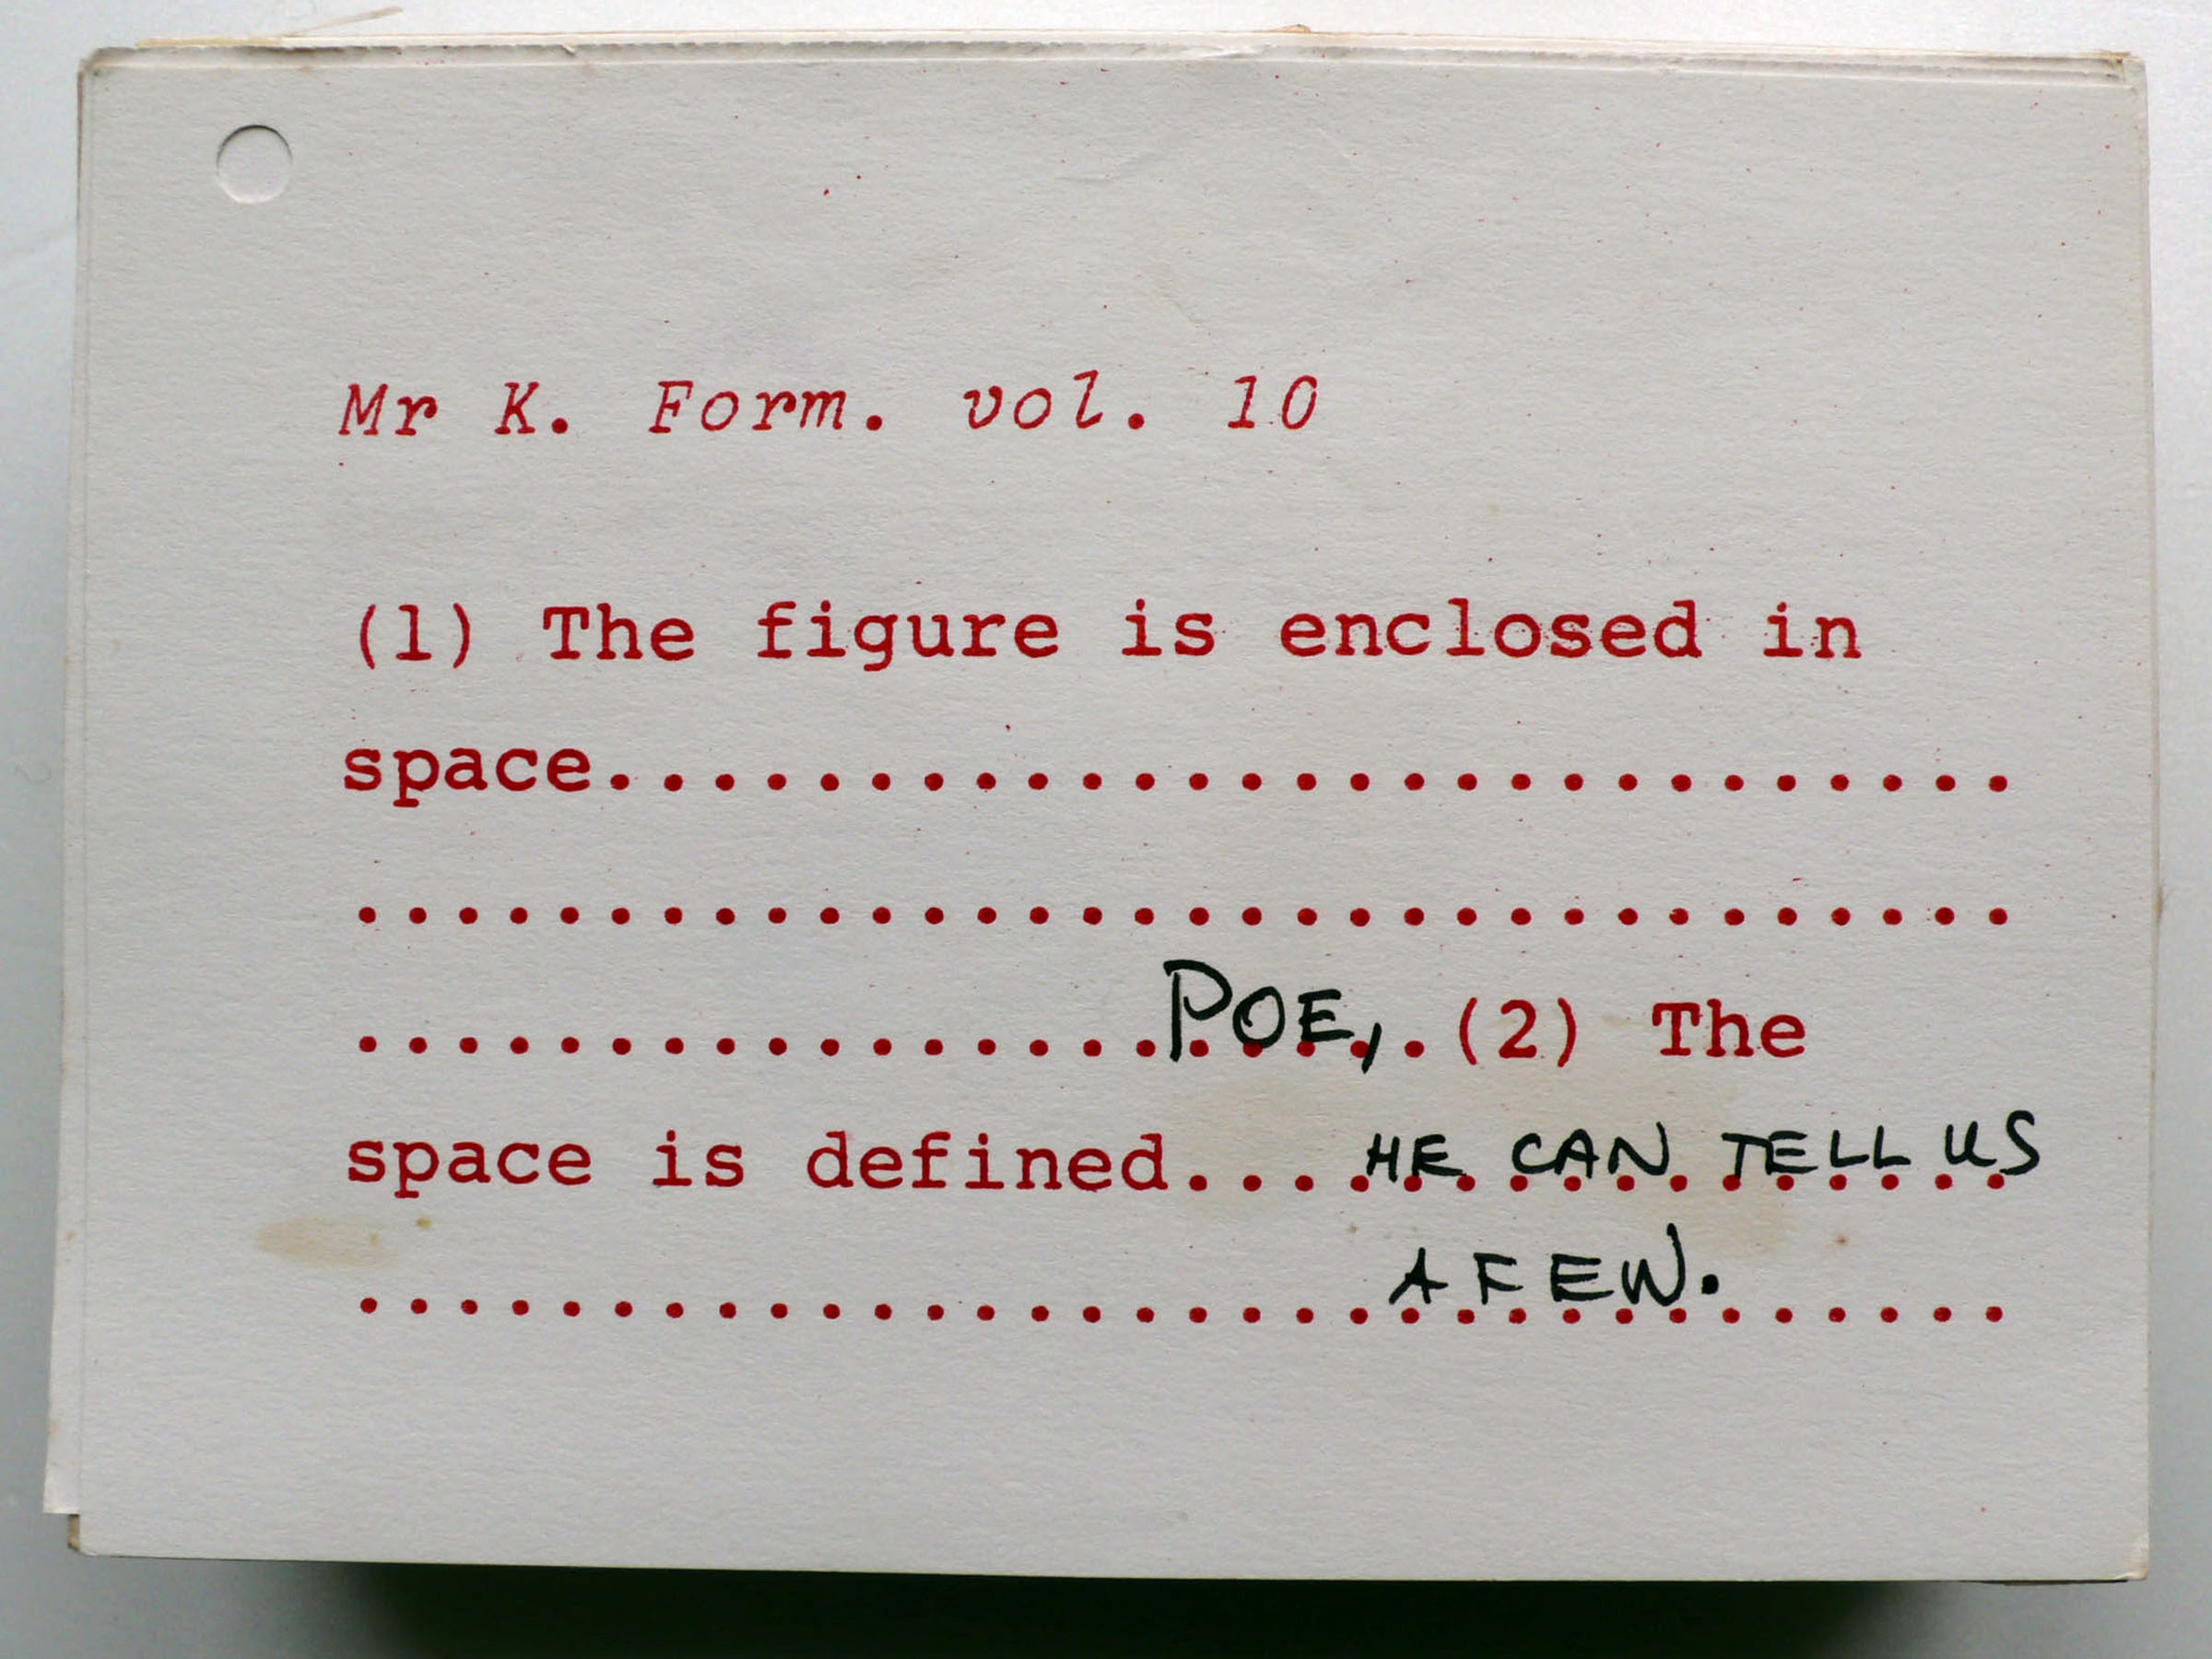 Mr K. Form. vol. 10
(1) The figure is enclosed in
space...........................
................................
................POE,.(2) The
space is defined... HE CAN TELL US
....................A FEW.......